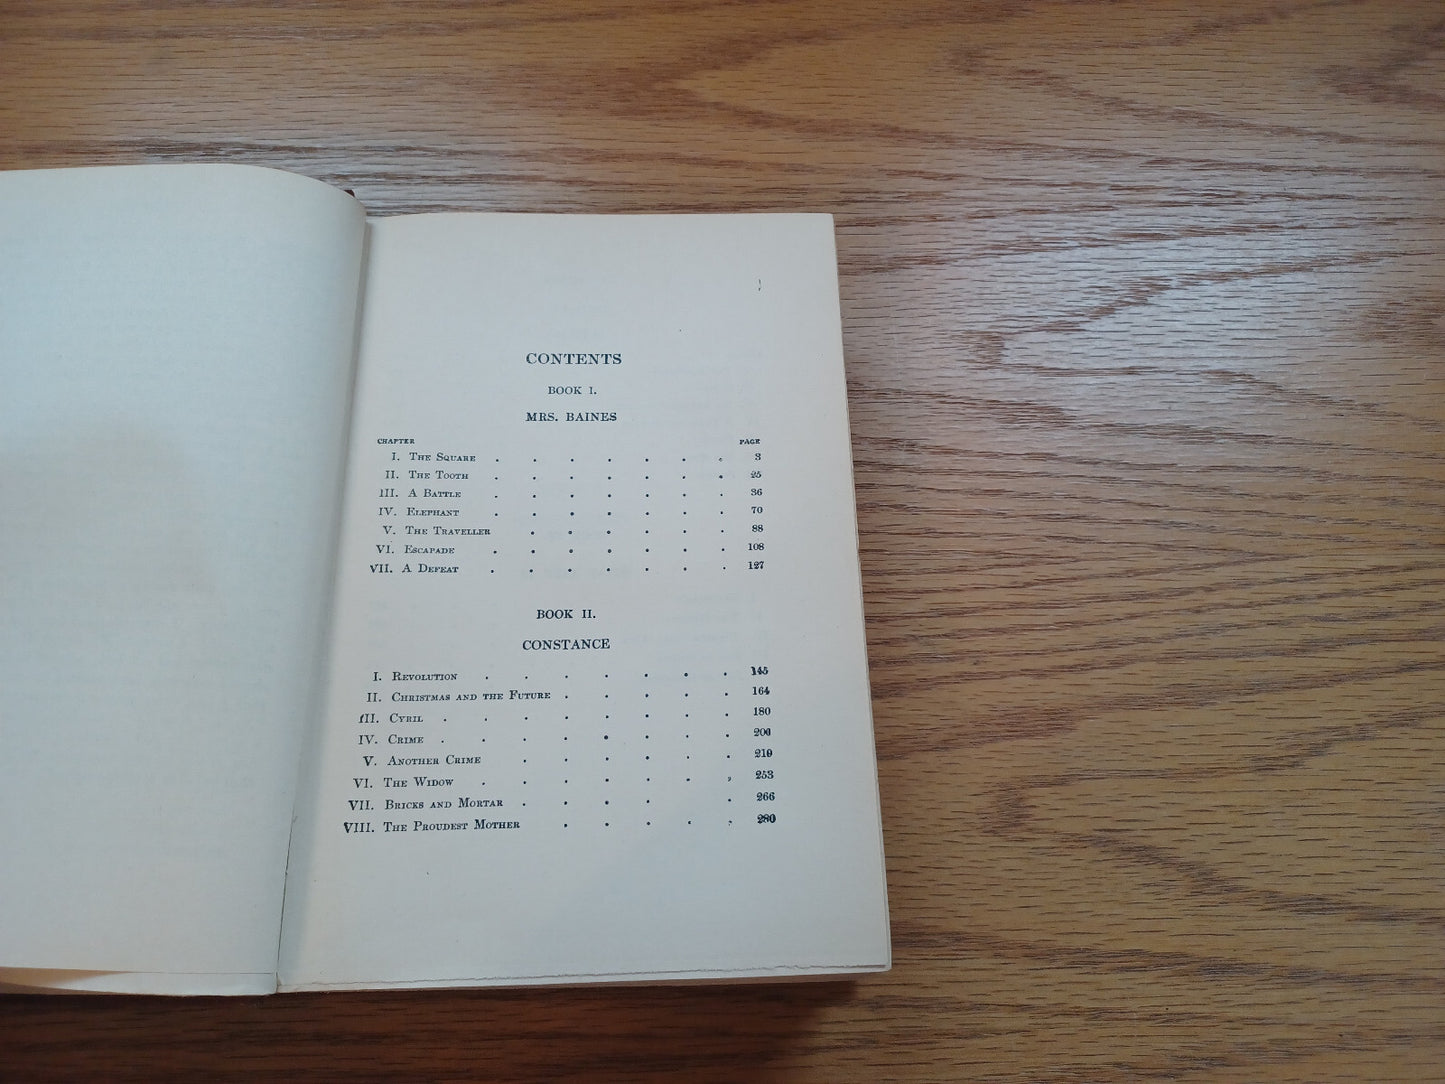 CONTENTS
BOOK I.
MRS. BAINES
CHAPTER PAGE
I. The Square . . . . . . . 3
II. The Tooth . . . . . . . 25
III. A Battle . . . . . . . 36
IV. Elephant . . . . . . . 70
V. The Traveller . . . . . . 88
VI. Escapade . . . . . . . 108
VII. A Defeat . . . . . . . 127
BOOK II.
CONSTANCE
I. Revolution . . . . . . . 145
II. Christmas and the Future . . . . . 164
III. Cyril . . . . . . . . 180
IV. Crime . . . . . . . .
V. Another Crime . . . . . .
VI. The Widow . . . . . . . 253
VII. Bricks and Mortar . . . . . 266
VIII. The Proudest Mother . . . . . 280